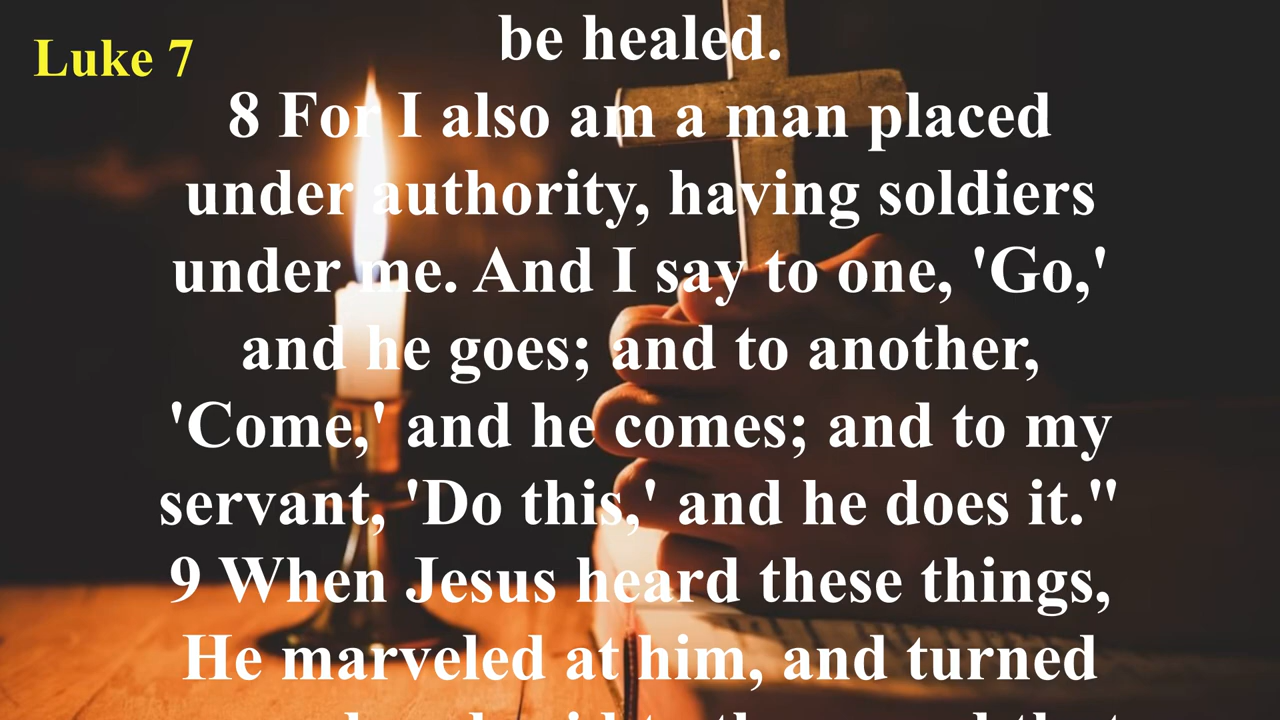 Luke 7
be healed.
8 For I also am a man placed
under authority, having soldiers
under me. And I say to one, 'Go,'
and he goes; and to another,
'Come,' and he comes; and to my
servant, 'Do this,' and he does it."
9 When Jesus heard these things,
He marveled at him, and turned